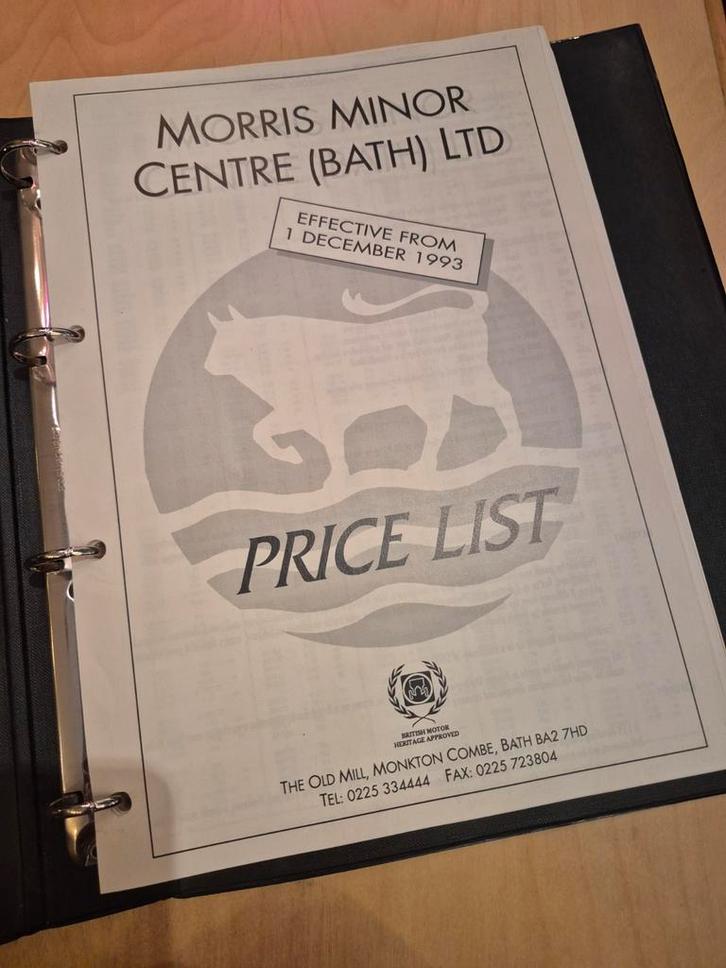 MORRIS MINOR
CENTRE (BATH) LTD
EFFECTIVE FROM
1 DECEMBER 1993
PRICE LIST
BRITISH MOTOR
HERITAGE APPROVED
THE OLD MILL, MONKTON COMBE, BATH BA2 7HD
TEL: 0225 334444 FAX: 0225 723804